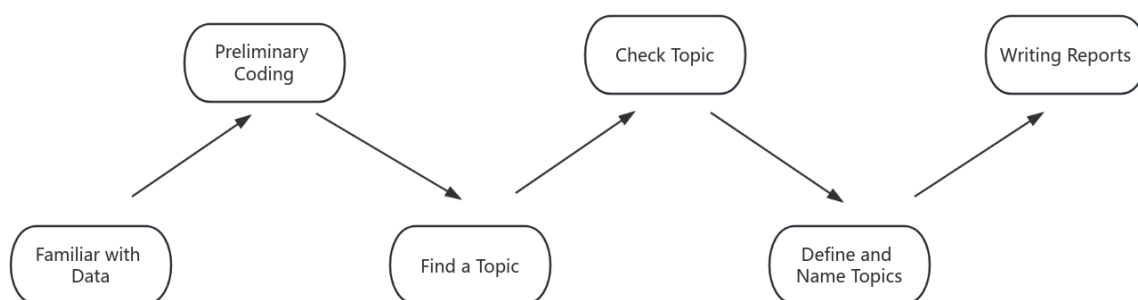 Preliminary
Coding
Check Topic
Writing Reports
Familiar with
Data
Find a Topic
Define and
Name Topics